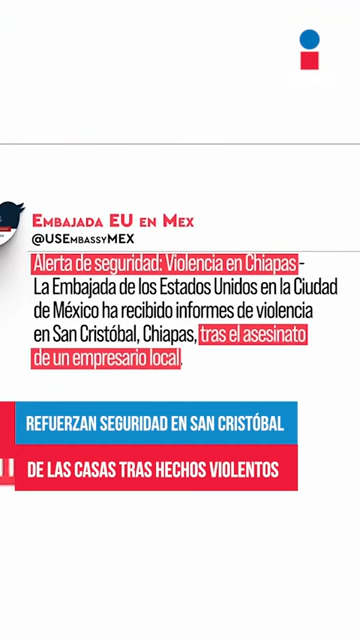 EMBAJADA EU EN MEX
@USEMBASSYMEX
Alerta de seguridad: Violencia en Chiapas -
La Embajada de los Estados Unidos en la Ciudad
de México ha recibido informes de violencia
en San Cristóbal, Chiapas, tras el asesinato
de un empresario local.
REFUERZAN SEGURIDAD EN SAN CRISTÓBAL
DE LAS CASAS TRAS HECHOS VIOLENTOS